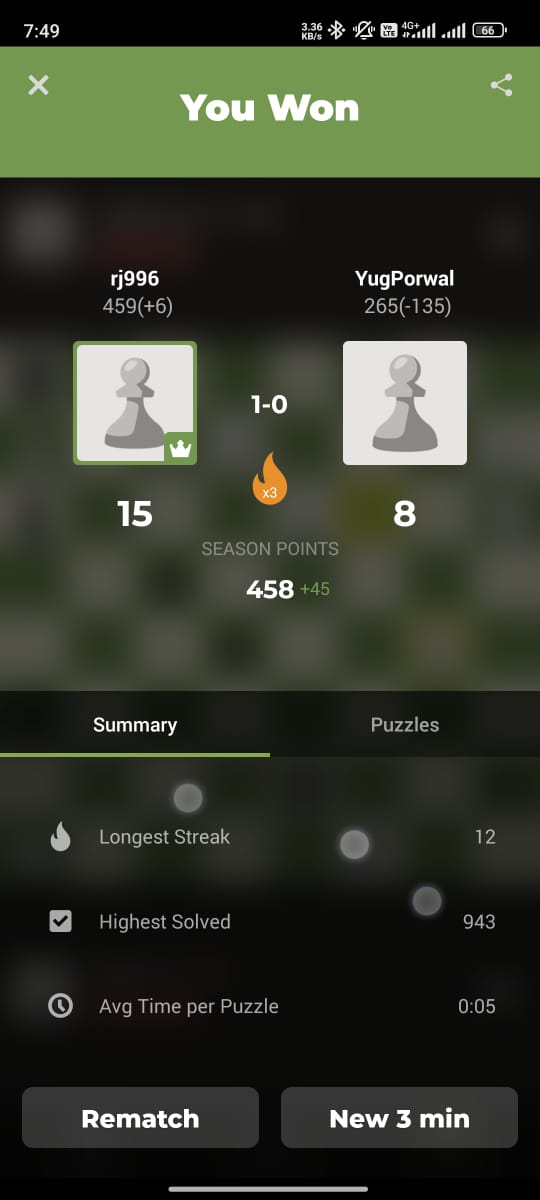 7:49
3.36
KB/s
Vo
LTE
4G+
66
You Won
rj996
YugPorwal
459(+6)
265(-135)
1-0
x3
15
8
SEASON POINTS
458 +45
Summary
Puzzles
Longest Streak
12
Highest Solved
943
Avg Time per Puzzle
0:05
Rematch
New 3 min